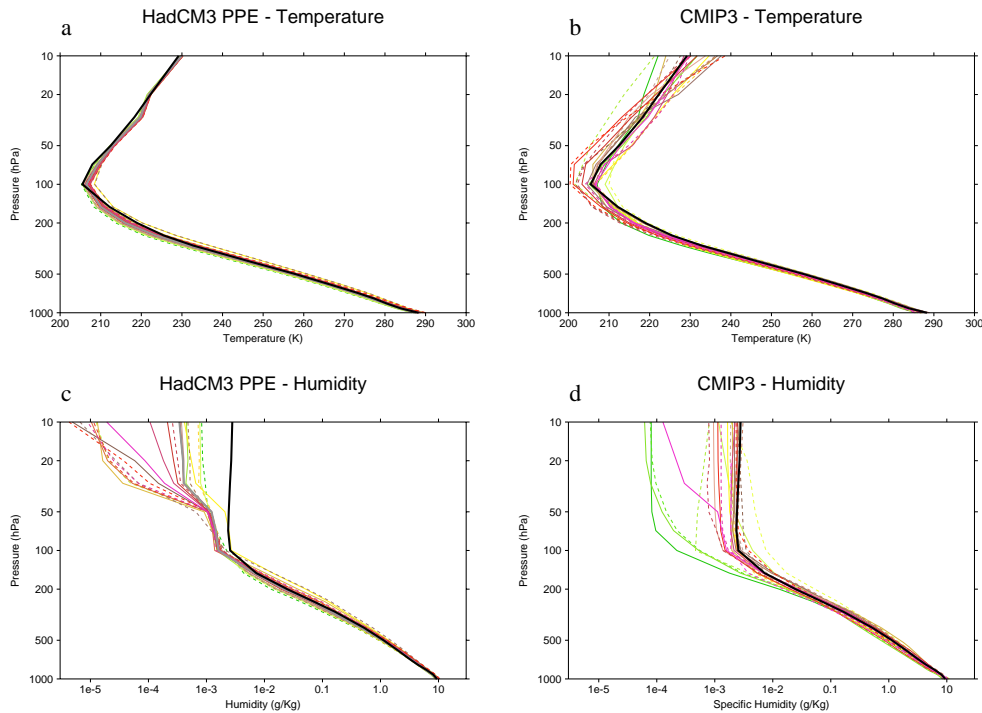 a
HadCM3 PPE - Temperature
10
20
50
100
200
500
1000
Pressure (hPa)
200 210 220 230 240 250 260 270 280 290 300
Temperature (K)
b
CMIP3 - Temperature
10
20
50
100
200
500
1000
Pressure (hPa)
200 210 220 230 240 250 260 270 280 290 300
Temperature (K)
c
HadCM3 PPE - Humidity
10
20
50
100
200
500
1000
Pressure (hPa)
1e-5 1e-4 1e-3 1e-2 0.1 1.0 10
Humidity (g/Kg)
d
CMIP3 - Humidity
10
20
50
100
200
500
1000
Pressure (hPa)
1e-5 1e-4 1e-3 1e-2 0.1 1.0 10
Specific Humidity (g/Kg)